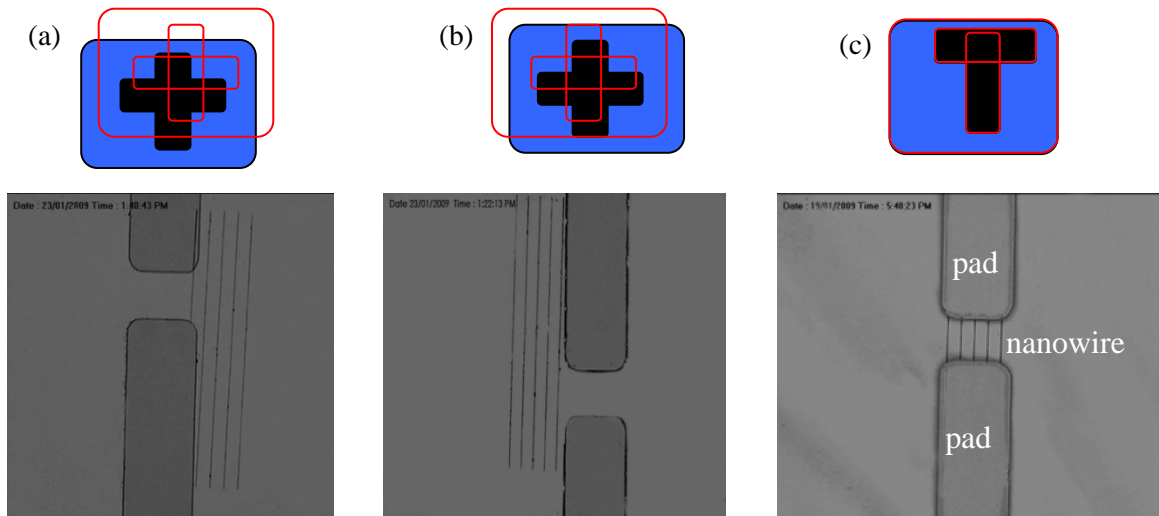 (a)
(b)
(c)
Date : 23/01/2009 Time : 1:48:43 PM
Date 23/01/2009 Time : 1:22:13 PM
Date : 19/01/2009 Time : 5:48:23 PM
pad
nanowire
pad